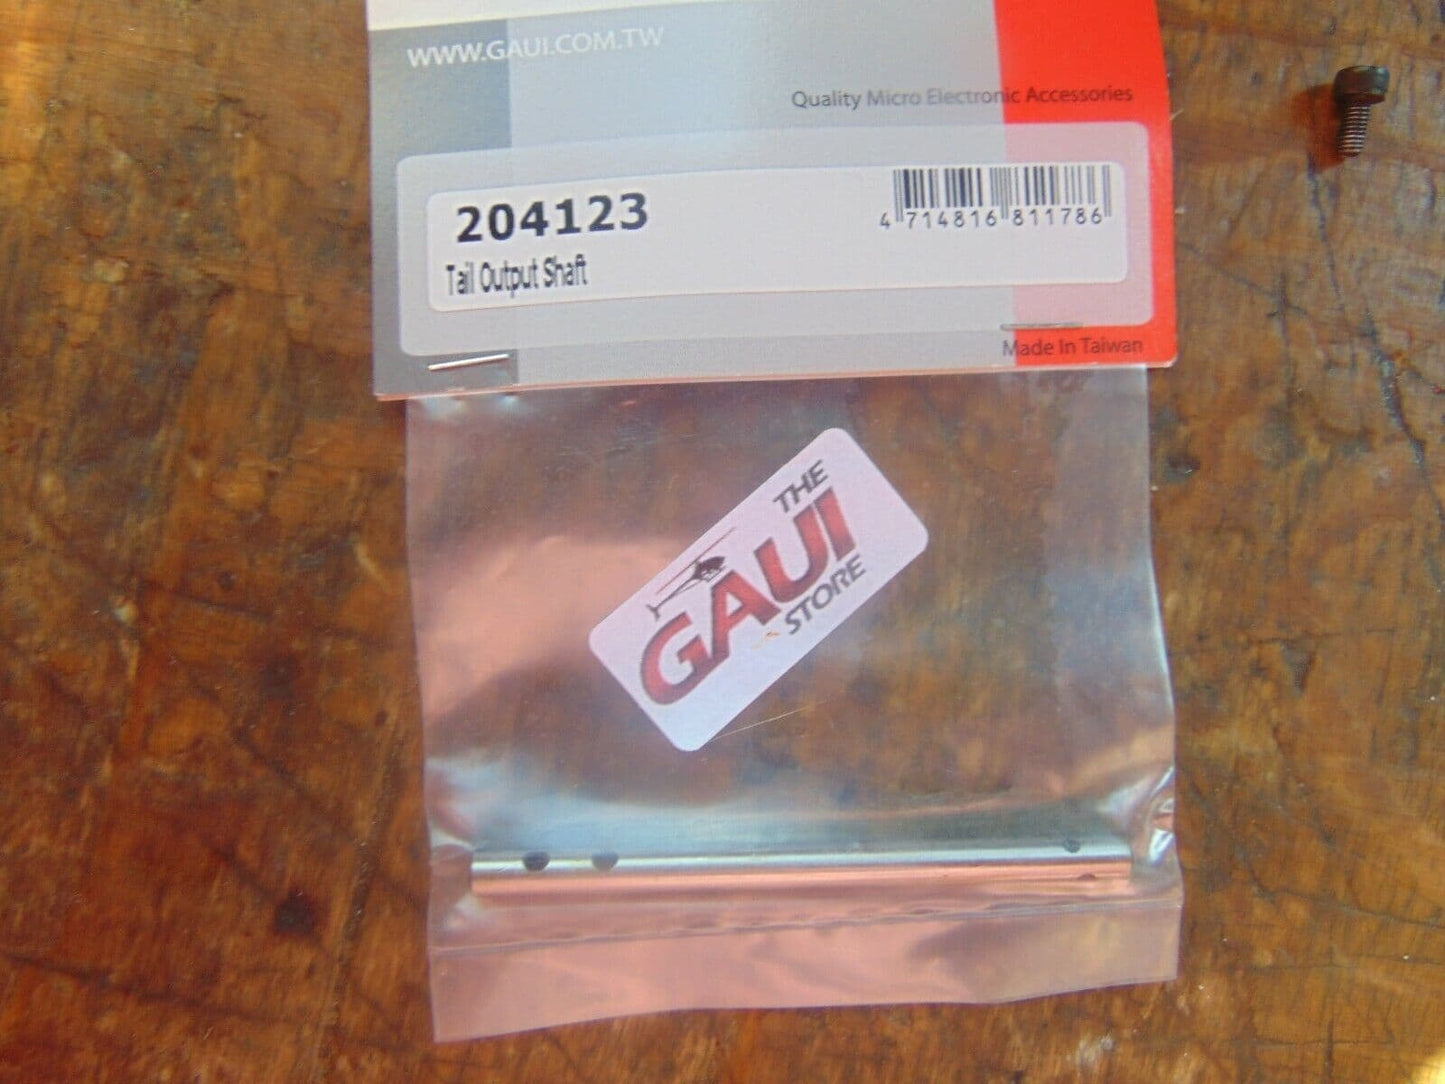 WWW.GAUI.COM.TW
Quality Micro Electronic Accessories
204123
4 714816 811786
Tail Output Shaft
Made In Taiwan
THE
GAUI
STORE